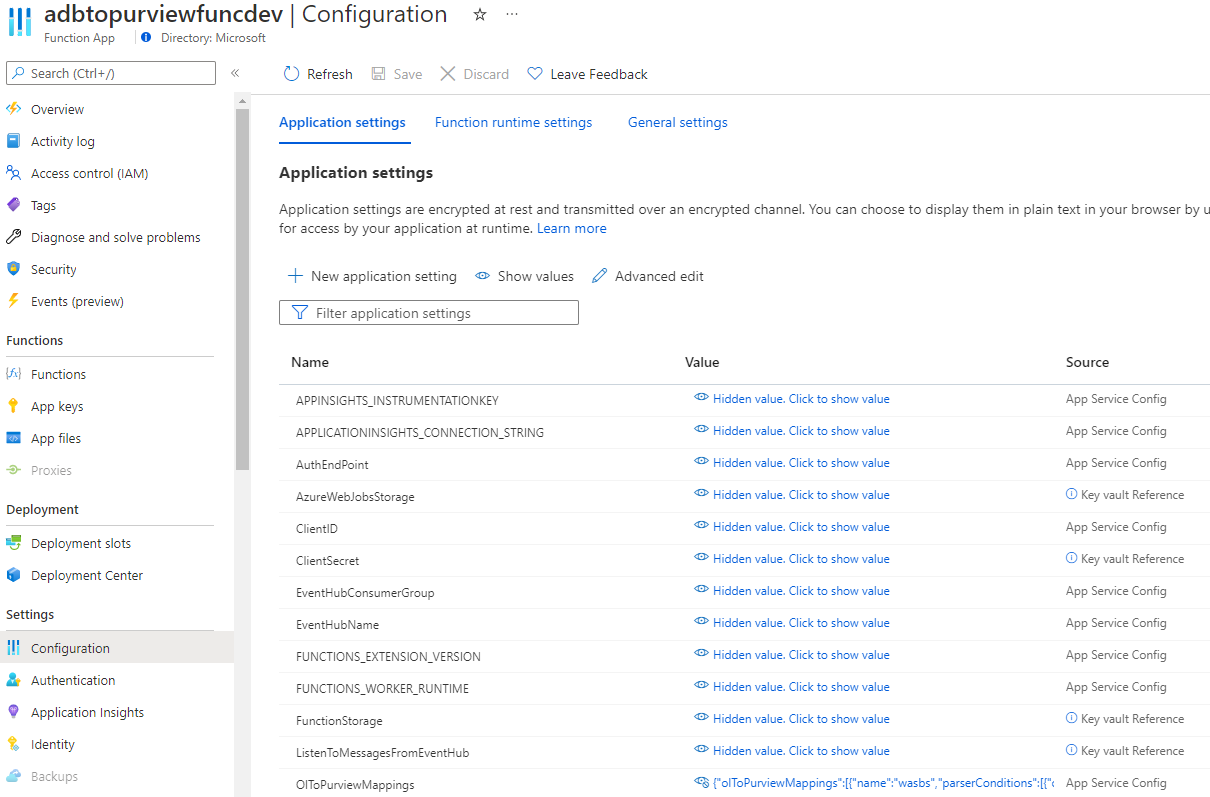 adbtopurviewfuncdev | Configuration
Function App
Directory: Microsoft
Search (Ctrl+/)
Overview
Activity log
Access control (IAM)
Tags
Diagnose and solve problems
Security
Events (preview)
Functions
Functions
App keys
App files
Proxies
Deployment
Deployment slots
Deployment Center
Settings
Configuration
Authentication
Application Insights
Identity
Backups
Refresh Save Discard Leave Feedback
Application settings Function runtime settings General settings
Application settings
Application settings are encrypted at rest and transmitted over an encrypted channel. You can choose to display them in plain text in your browser by u
for access by your application at runtime. Learn more
New application setting Show values Advanced edit
Filter application settings
Name Value Source
APPINSIGHTS_INSTRUMENTATIONKEY Hidden value. Click to show value App Service Config
APPLICATIONINSIGHTS_CONNECTION_STRING Hidden value. Click to show value App Service Config
AuthEndPoint Hidden value. Click to show value App Service Config
AzureWebJobsStorage Hidden value. Click to show value Key vault Reference
ClientID Hidden value. Click to show value App Service Config
ClientSecret Hidden value. Click to show value Key vault Reference
EventHubConsumerGroup Hidden value. Click to show value App Service Config
EventHubName Hidden value. Click to show value App Service Config
FUNCTIONS_EXTENSION_VERSION Hidden value. Click to show value App Service Config
FUNCTIONS_WORKER_RUNTIME Hidden value. Click to show value App Service Config
FunctionStorage Hidden value. Click to show value Key vault Reference
ListenToMessagesFromEventHub Hidden value. Click to show value Key vault Reference
OlToPurviewMappings {"olToPurviewMappings":[{"name":"wasbs","parserConditions":[{" App Service Config